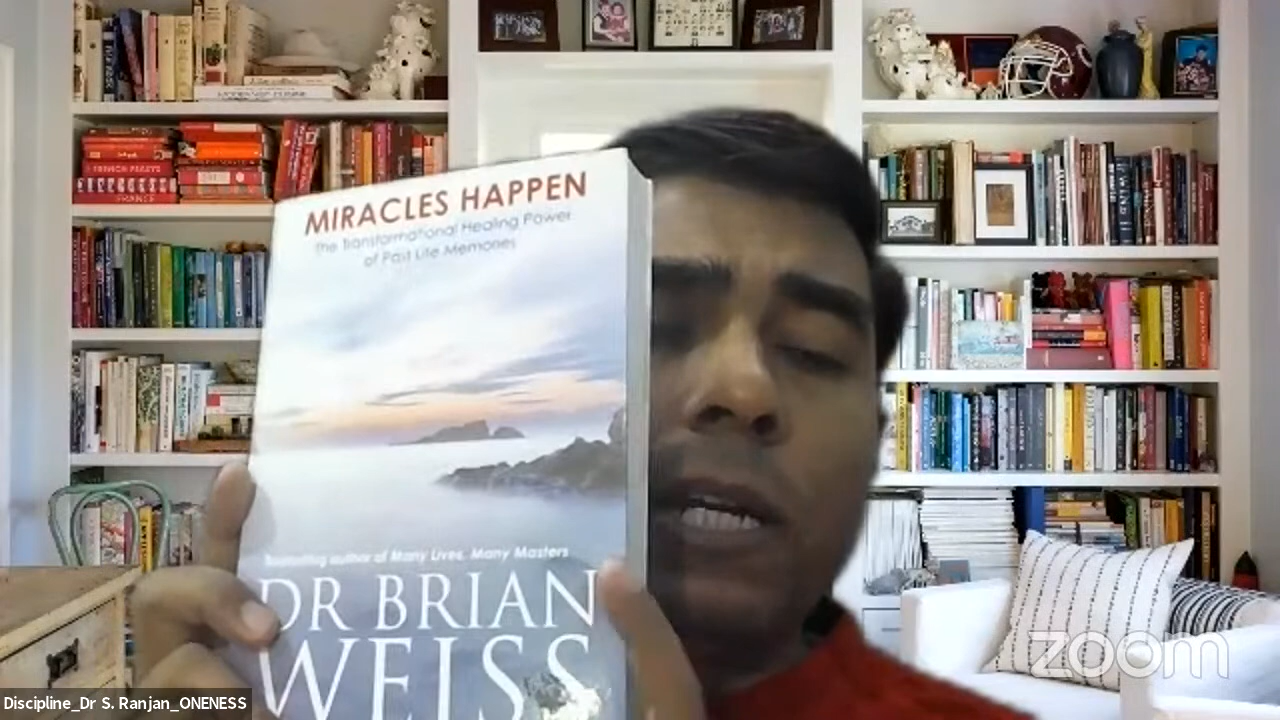 MIRACLES HAPPEN
The Transformational Healing Power
of Past Life Memories
Bestselling author of Many Lives, Many Masters
DR BRIAN
WEISS
FRANCE
zoom
Discipline_Dr S. Ranjan_ONENESS